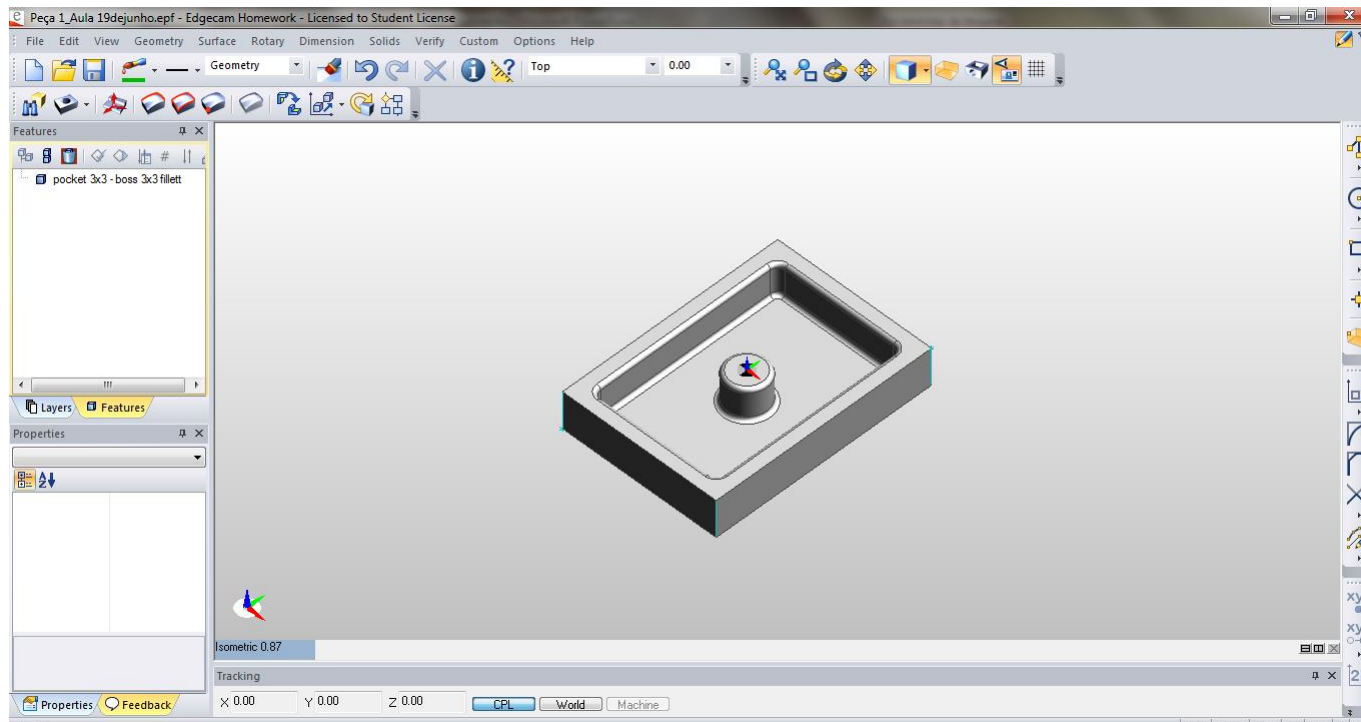 Peça 1_Aula 19dejunho.epf - Edgecam Homework - Licensed to Student License
File Edit View Geometry Surface Rotary Dimension Solids Verify Custom Options Help
Geometry Top 0.00
Features
pocket 3x3 - boss 3x3 fillett
Layers Features
Properties
Isometric 0.87
Tracking
X 0.00 Y 0.00 Z 0.00 CPL World Machine
Properties Feedback